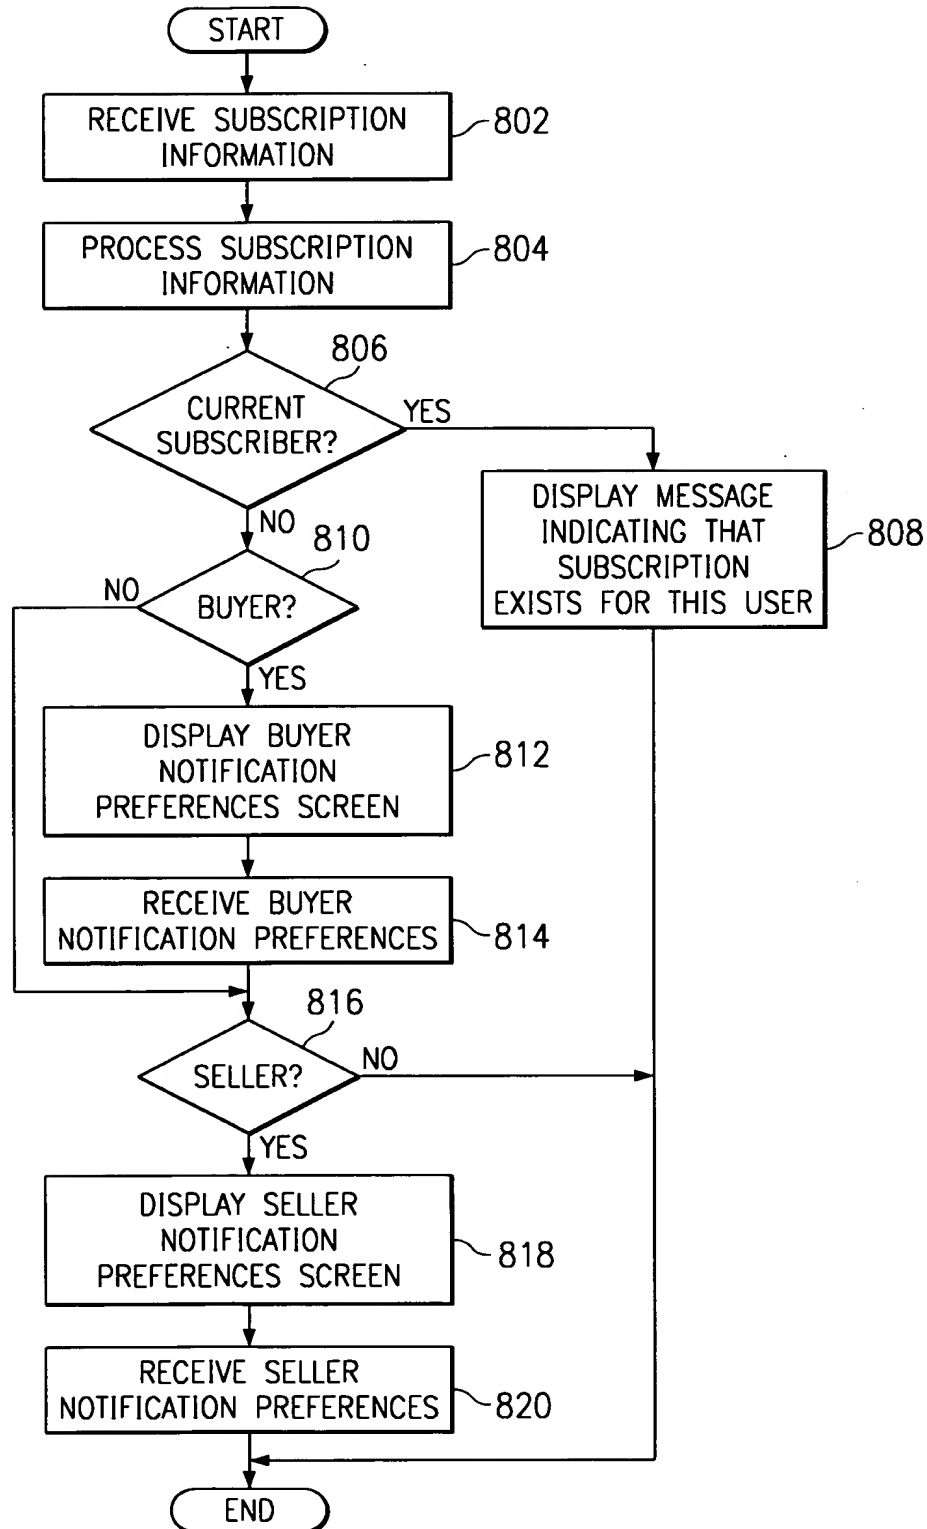 START
RECEIVE SUBSCRIPTION
INFORMATION
802
PROCESS SUBSCRIPTION
INFORMATION
804
806
CURRENT
SUBSCRIBER?
YES
NO
DISPLAY MESSAGE
INDICATING THAT
SUBSCRIPTION
EXISTS FOR THIS USER
808
810
NO
BUYER?
YES
DISPLAY BUYER
NOTIFICATION
PREFERENCES SCREEN
812
RECEIVE BUYER
NOTIFICATION PREFERENCES
814
816
SELLER?
NO
YES
DISPLAY SELLER
NOTIFICATION
PREFERENCES SCREEN
818
RECEIVE SELLER
NOTIFICATION PREFERENCES
820
END